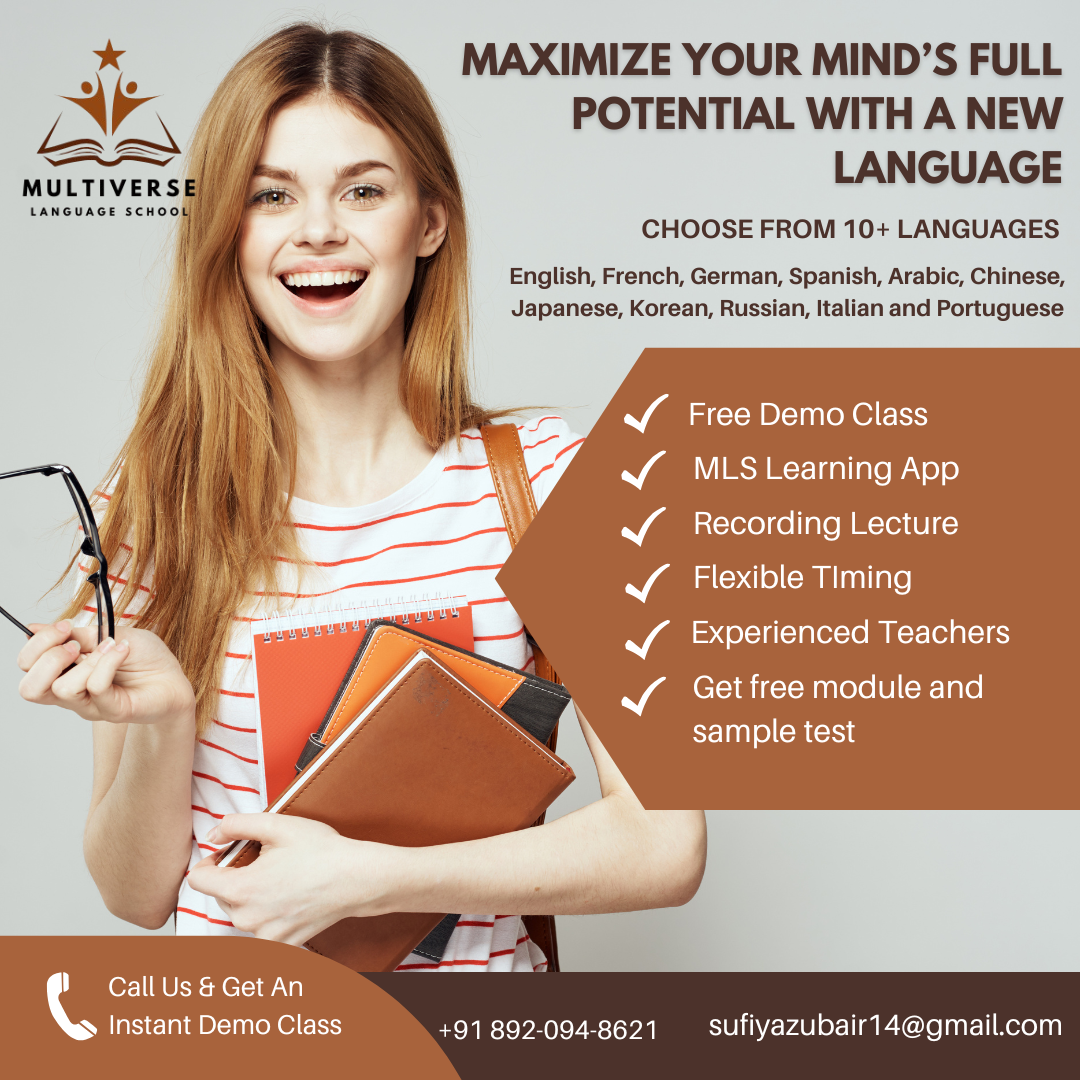 MULTIVERSE
LANGUAGE SCHOOL
MAXIMIZE YOUR MIND’S FULL
POTENTIAL WITH A NEW
LANGUAGE
CHOOSE FROM 10+ LANGUAGES
English, French, German, Spanish, Arabic, Chinese,
Japanese, Korean, Russian, Italian and Portuguese
Free Demo Class
MLS Learning App
Recording Lecture
Flexible TIming
Experienced Teachers
Get free module and
sample test
Call Us & Get An
Instant Demo Class
+91 892-094-8621
sufiyazubair14@gmail.com